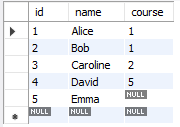 id name course
1 Alice 1
2 Bob 1
3 Caroline 2
4 David 5
5 Emma NULL
NULL NULL NULL